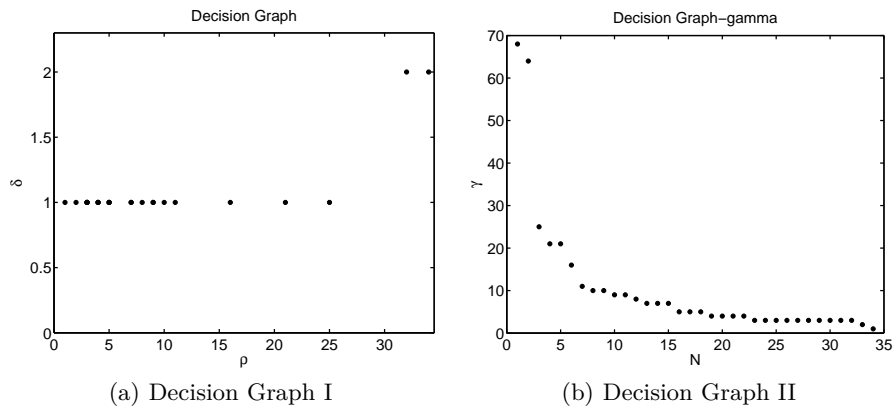 Decision Graph
2
1.5
1
0.5
0
δ
0 5 10 15 20 25 30
ρ
(a) Decision Graph I
Decision Graph−gamma
70
60
50
40
30
20
10
0
γ
0 5 10 15 20 25 30 35
N
(b) Decision Graph II